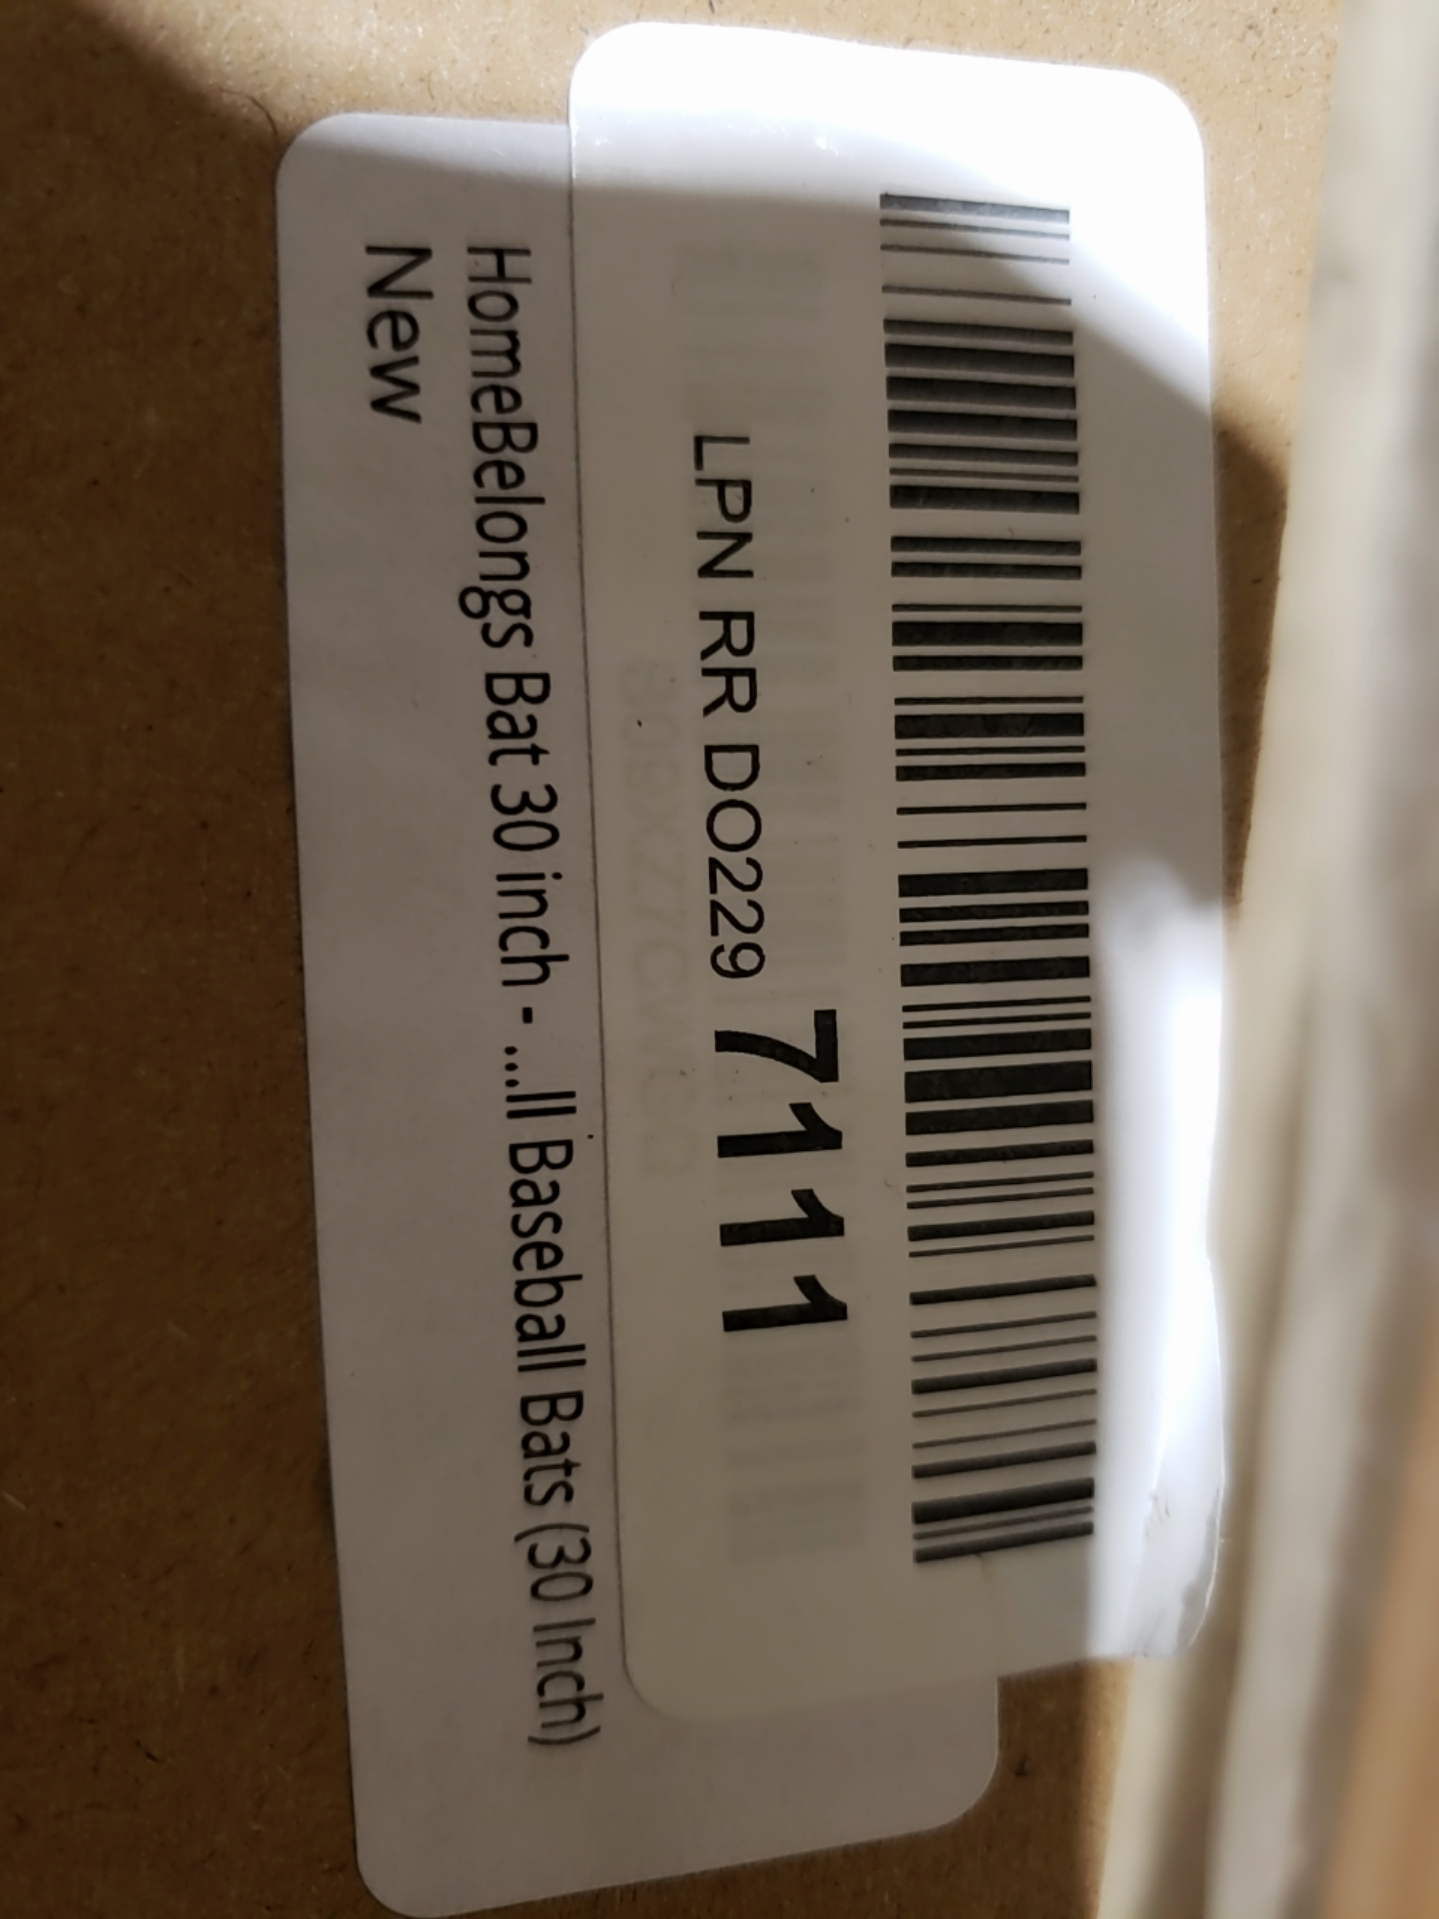 LPN RR DO229 7111
HomeBelongs Bat 30 inch - ...ll Baseball Bats (30 Inch)
New